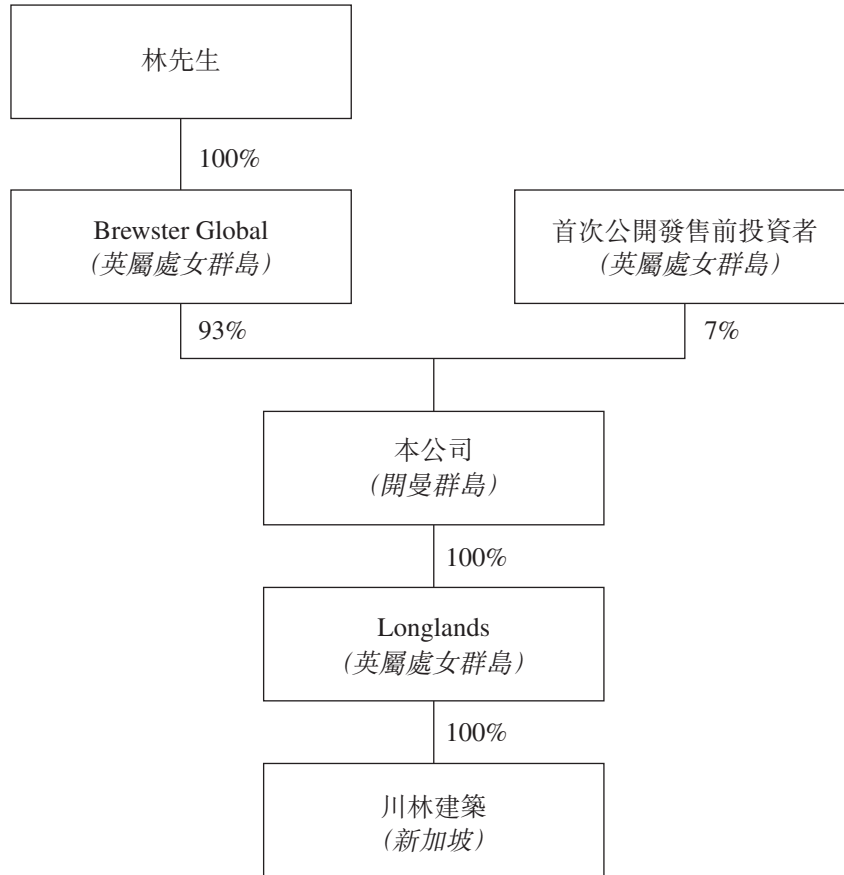 林先生
100%
Brewster Global
(英屬處女群島)
首次公開發售前投資者
(英屬處女群島)
93%
7%
本公司
(開曼群島)
100%
Longlands
(英屬處女群島)
100%
川林建築
(新加坡)